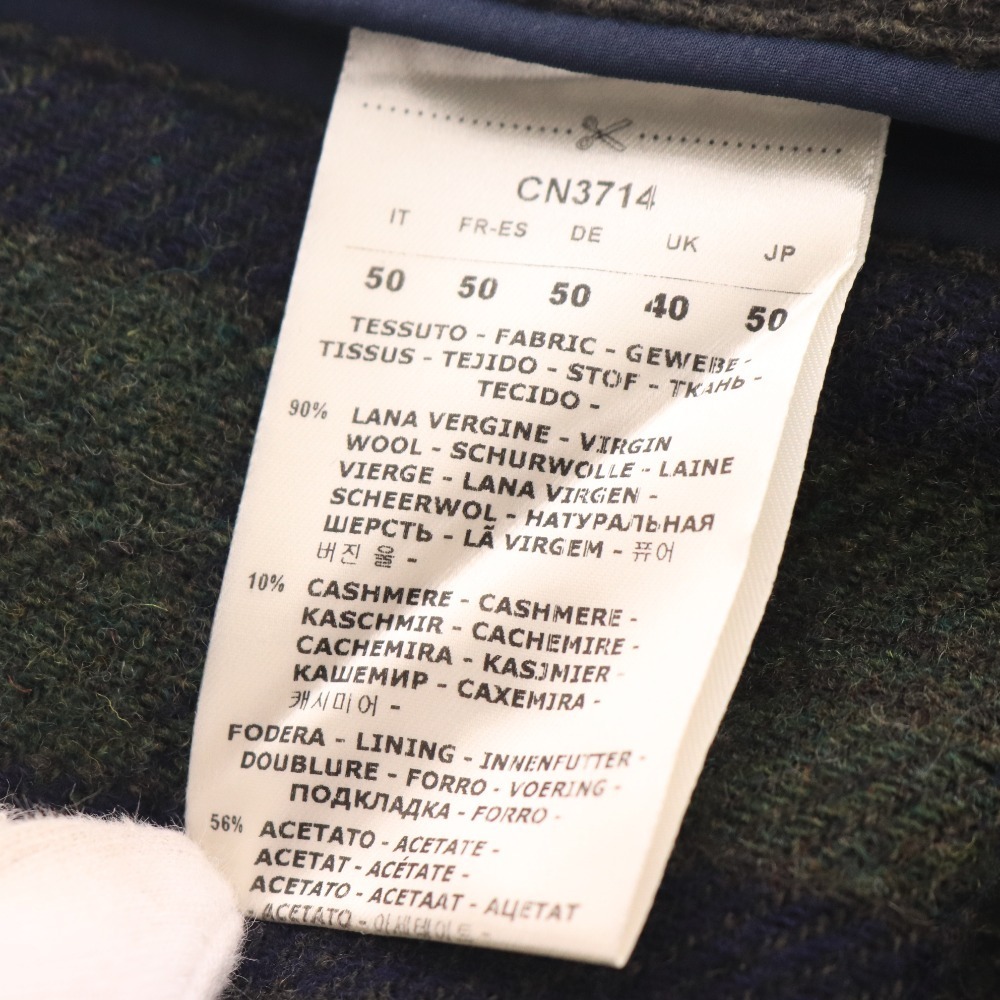 CN3714
IT FR-ES DE UK JP
50 50 50 40 50
TESSUTO - FABRIC - GEWEBE -
TISSUS - TEJIDO - STOF - ТКАНЬ -
TECIDO -
90% LANA VERGINE - VIRGIN
WOOL - SCHURWOLLE - LAINE
VIERGE - LANA VIRGEN -
SCHEERWOL - НАТУРАЛЬНАЯ
ШЕРСТЬ - LÃ VIRGEM - 퓨어
버진 울 -
10% CASHMERE - CASHMERE -
KASCHMIR - CACHEMIRE -
CACHEMIRA - KASJMIER -
КАШЕМИР - CAXEMIRA -
캐시미어 -
FODERA - LINING - INNENFUTTER -
DOUBLURE - FORRO - VOERING -
ПОДКЛАДКА - FORRO -
56% ACETATO - ACETATE -
ACETAT - ACÉTATE -
ACETATO - ACETAAT - АЦЕТАТ
- ACETATO - 아세테이트 -